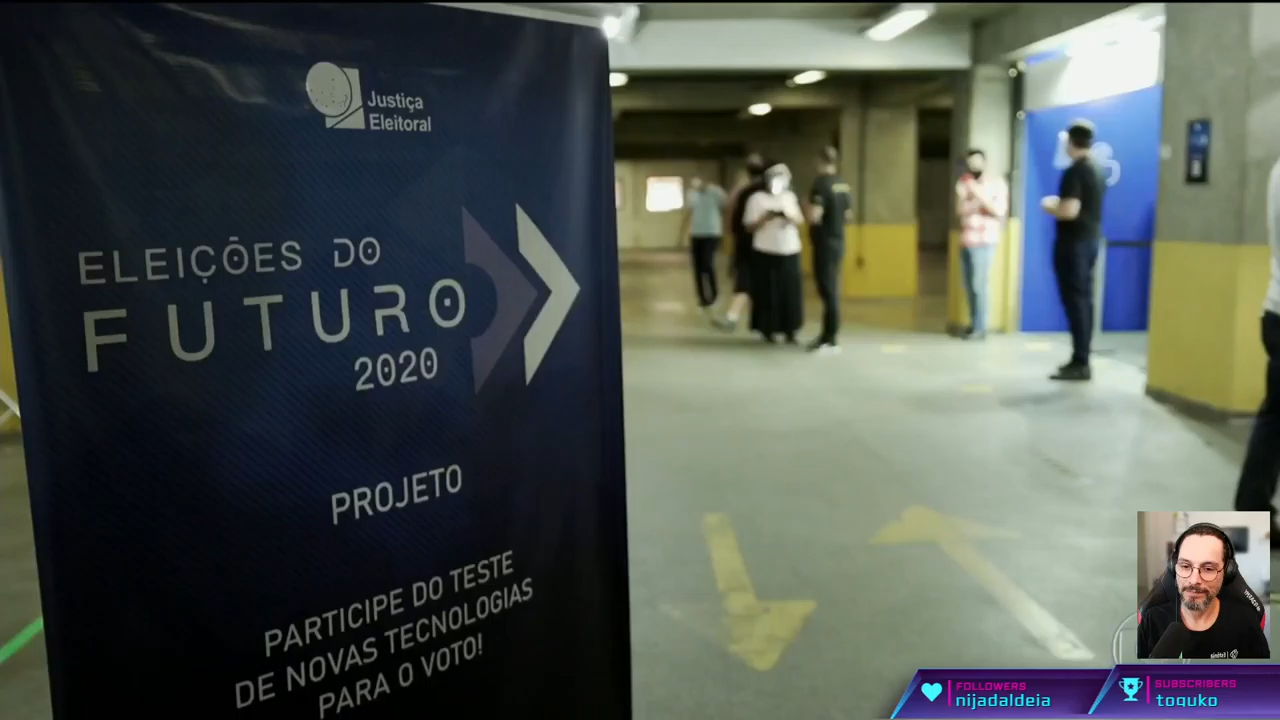 Justiça
Eleitoral
ELEIÇÕES DO
FUTURO
2020
PROJETO
PARTICIPE DO TESTE
DE NOVAS TECNOLOGIAS
PARA O VOTO!
FOLLOWERS
nijadaldeia
SUBSCRIBERS
toquko